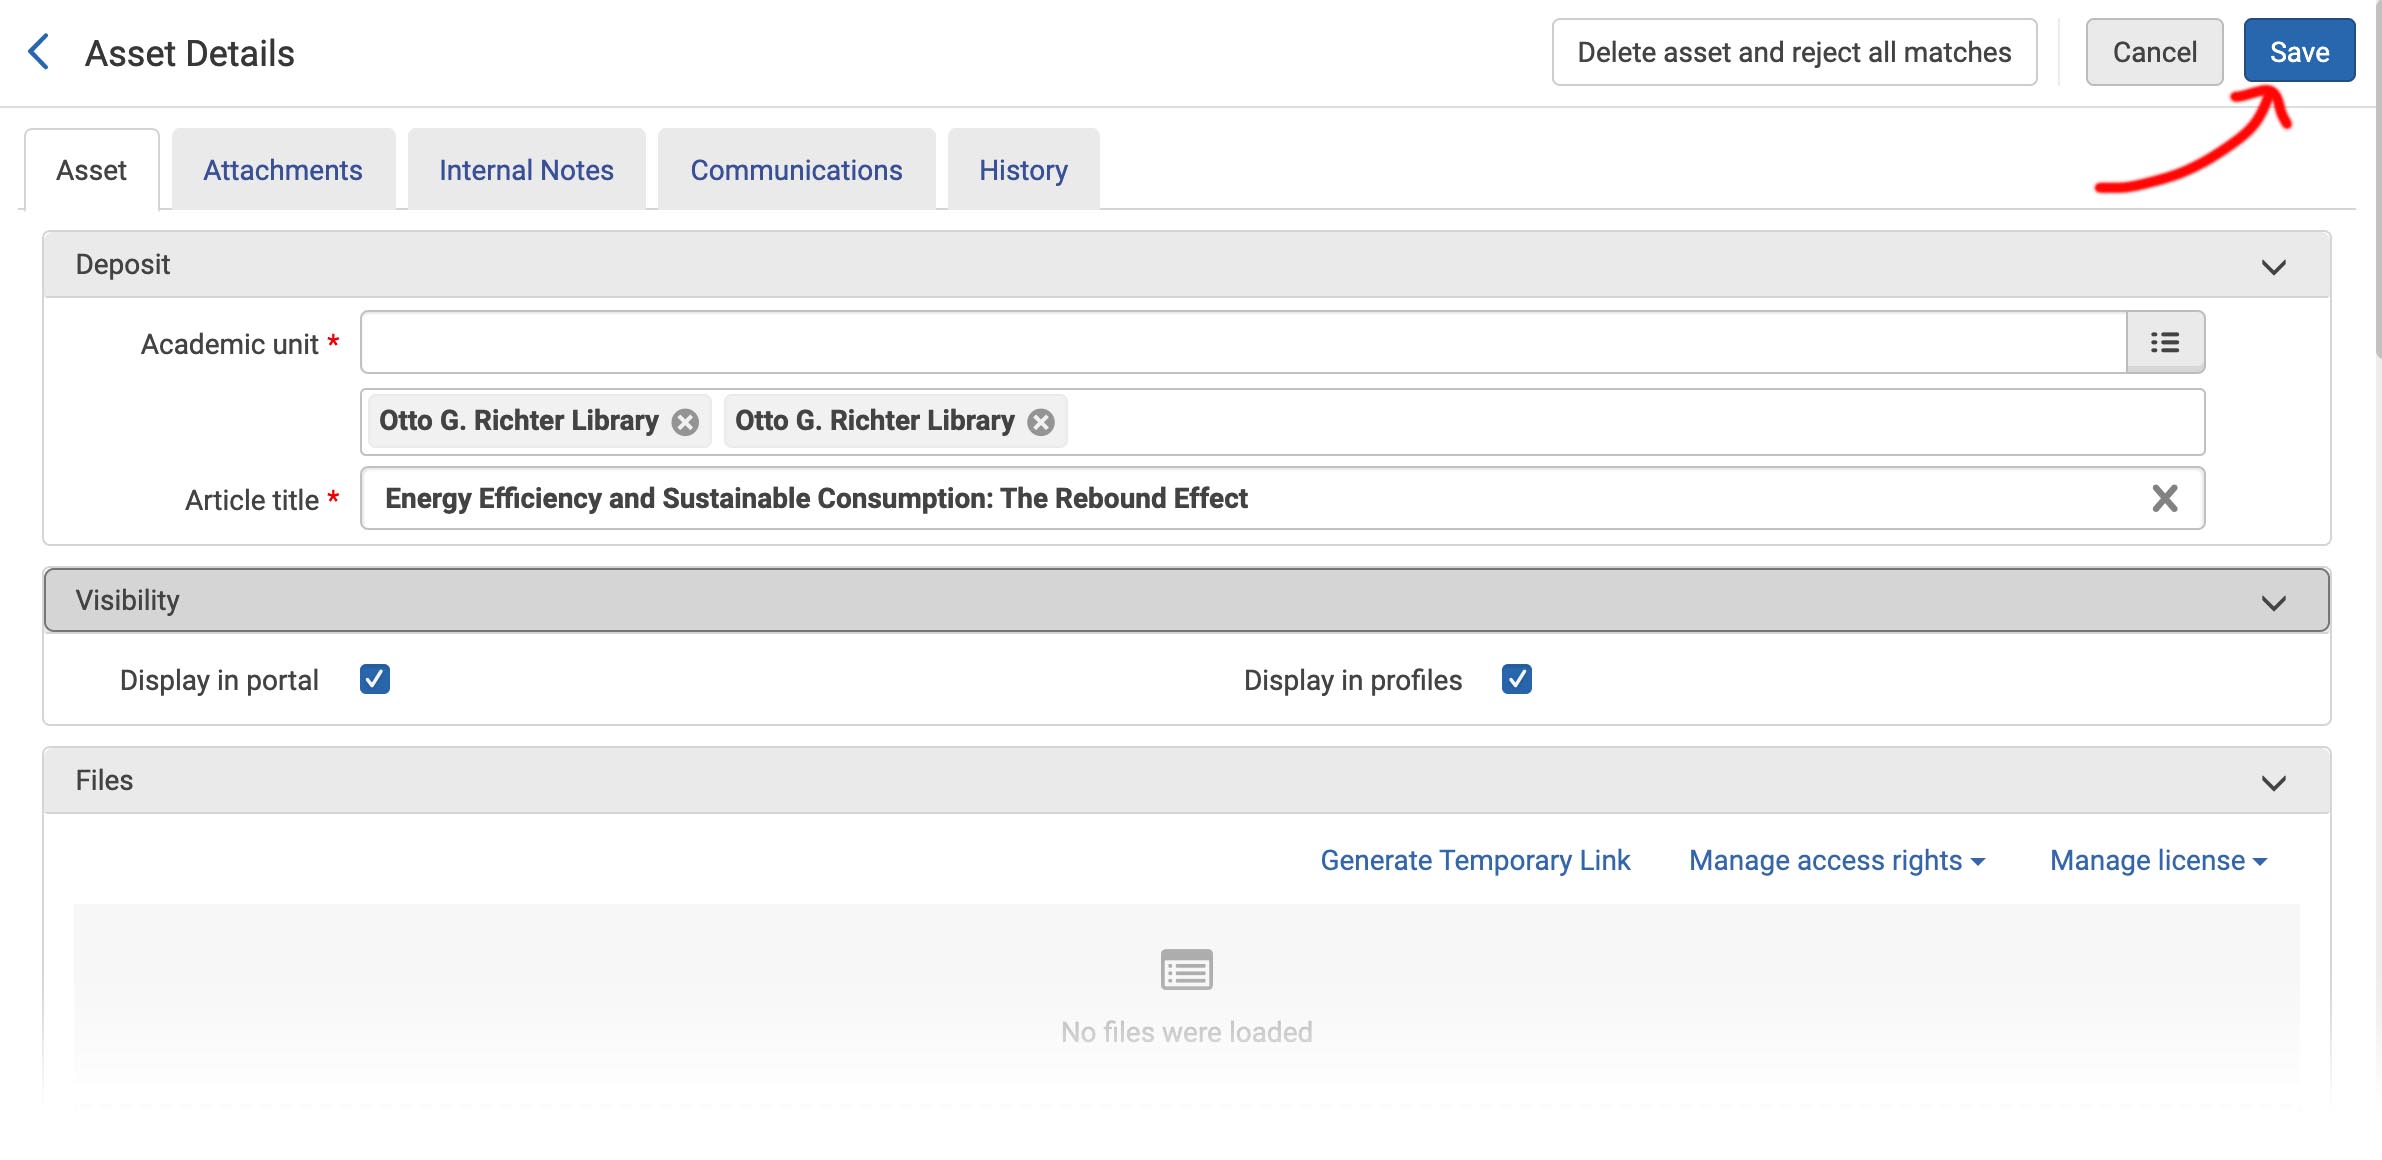 Asset Details
Delete asset and reject all matches
Cancel
Save
Asset
Attachments
Internal Notes
Communications
History
Deposit
Academic unit *
Otto G. Richter Library
Otto G. Richter Library
Article title *
Energy Efficiency and Sustainable Consumption: The Rebound Effect
Visibility
Display in portal
Display in profiles
Files
Generate Temporary Link
Manage access rights
Manage license
No files were loaded